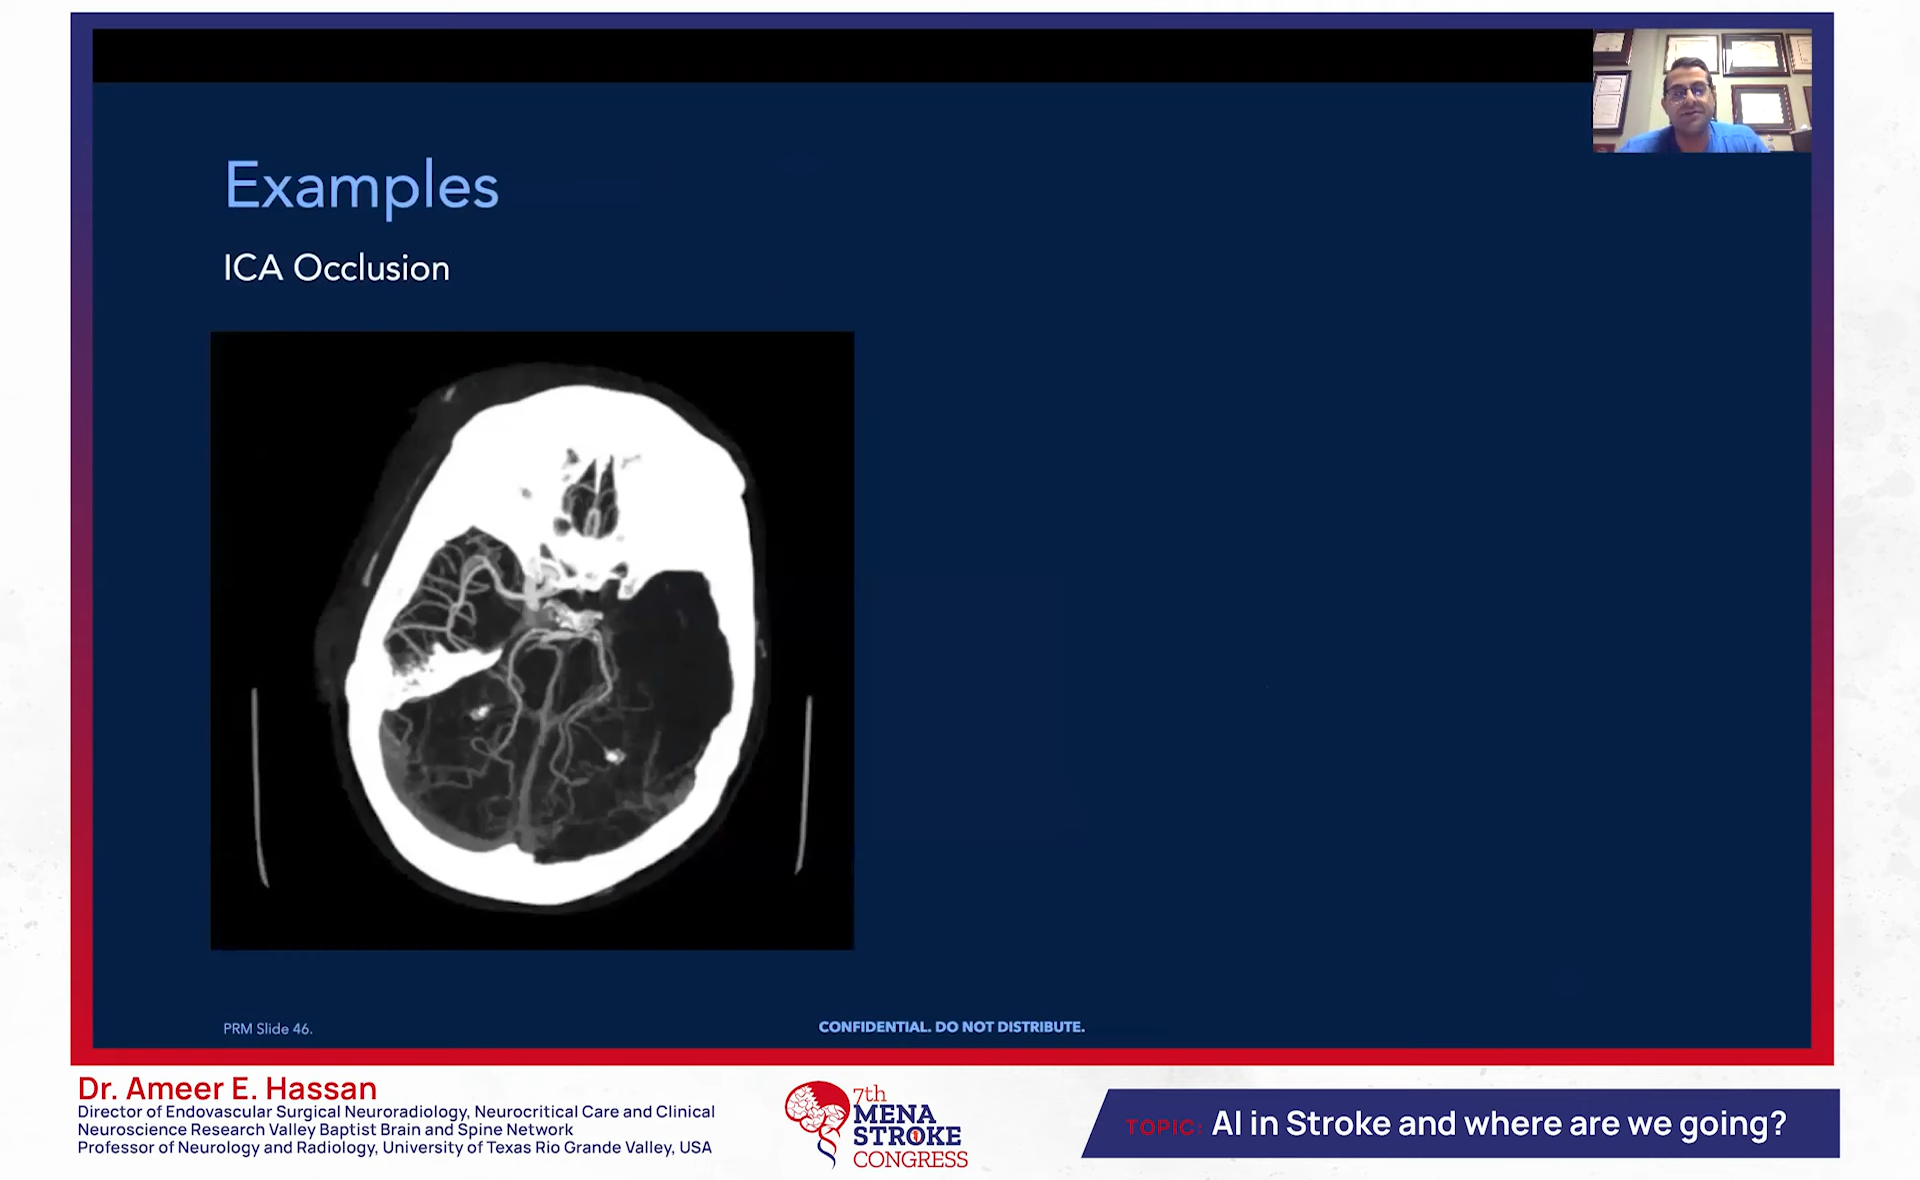 Examples
ICA Occlusion
PRM Slide 46.
CONFIDENTIAL. DO NOT DISTRIBUTE.
Dr. Ameer E. Hassan
Director of Endovascular Surgical Neuroradiology, Neurocritical Care and Clinical
Neuroscience Research Valley Baptist Brain and Spine Network
Professor of Neurology and Radiology, University of Texas Rio Grande Valley, USA
7th
MENA
STROKE
CONGRESS
TOPIC: AI in Stroke and where are we going?